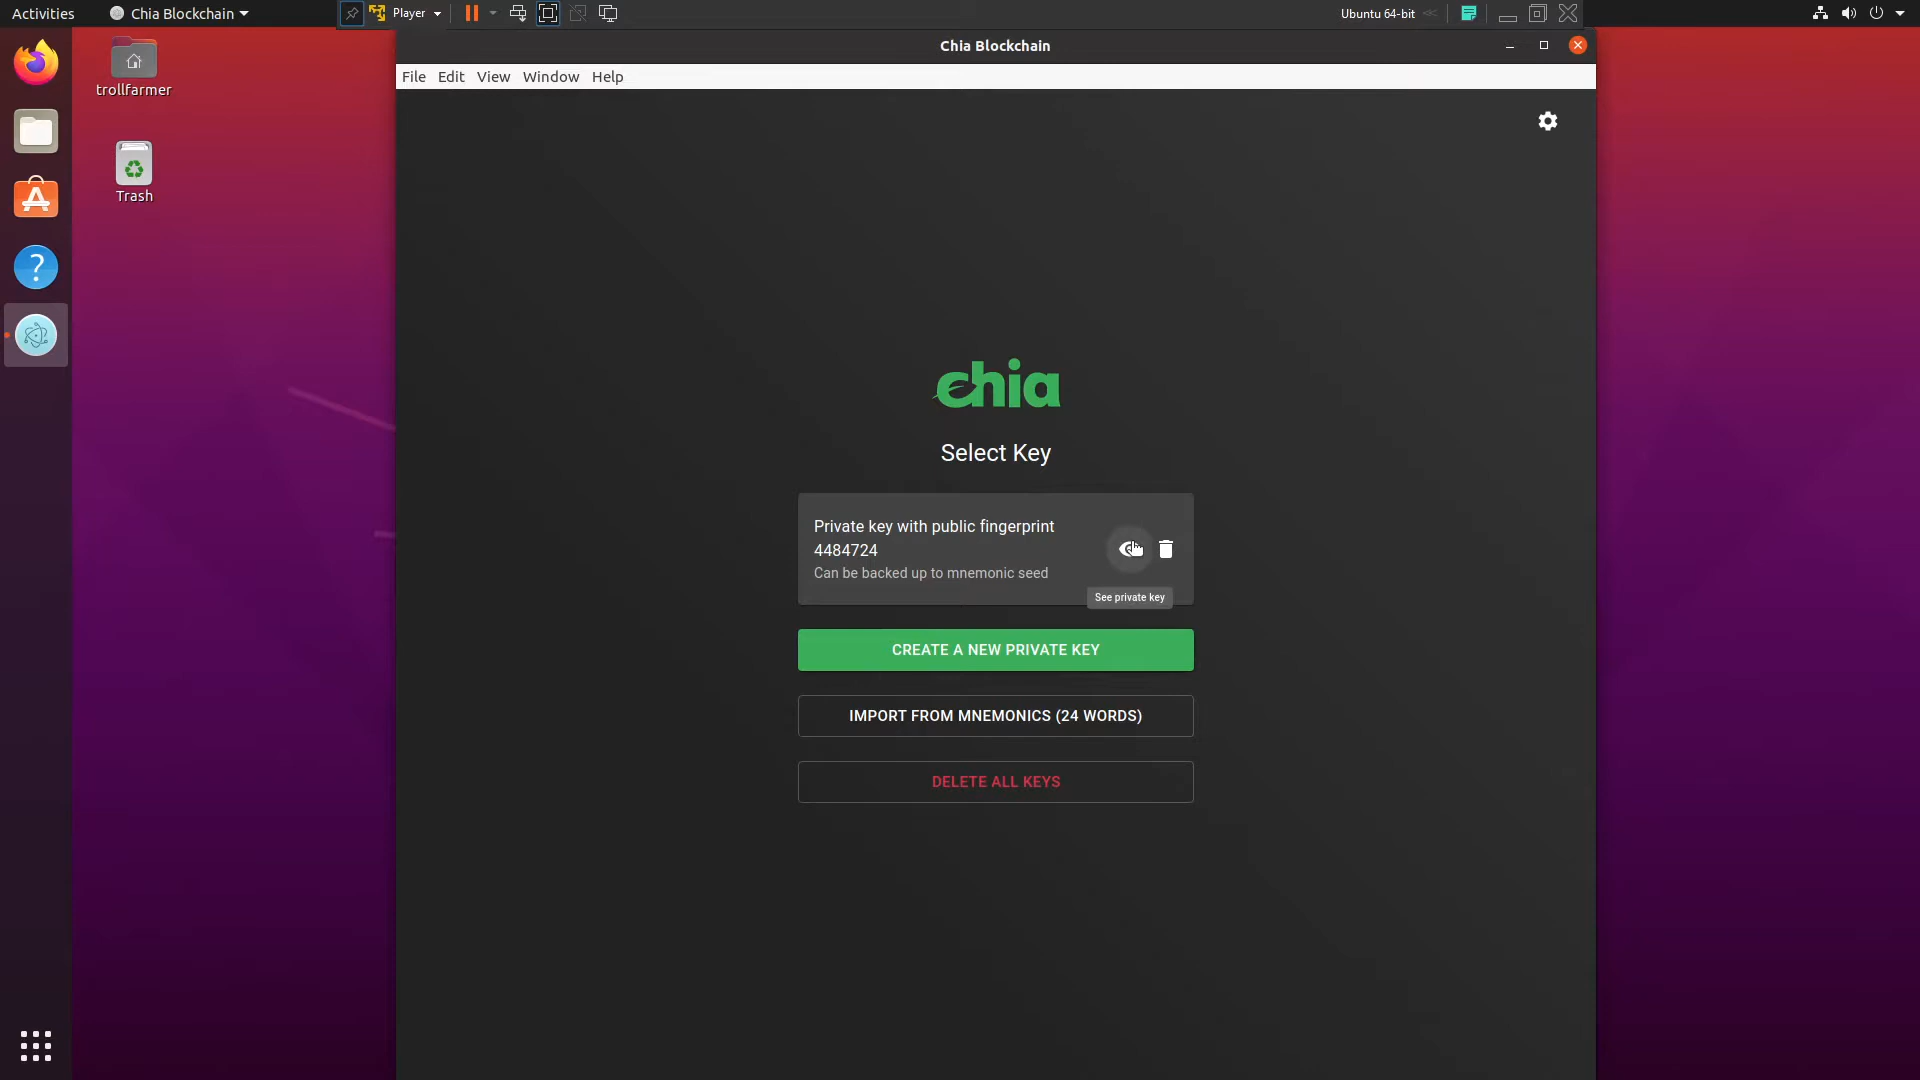 Activities
Chia Blockchain
Player
Ubuntu 64-bit
Chia Blockchain
File Edit View Window Help
trollfarmer
Trash
chia
Select Key
Private key with public fingerprint
4484724
Can be backed up to mnemonic seed
See private key
CREATE A NEW PRIVATE KEY
IMPORT FROM MNEMONICS (24 WORDS)
DELETE ALL KEYS